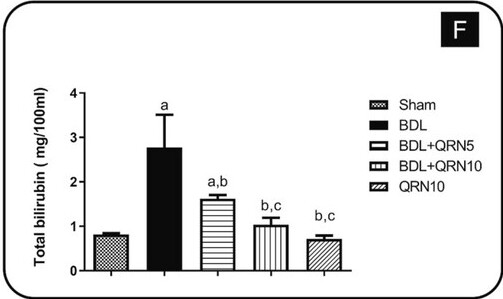 F
Total bilirubin ( mg/100ml)
4
3
2
1
0
a
a,b
b,c
b,c
Sham
BDL
BDL+QRN5
BDL+QRN10
QRN10